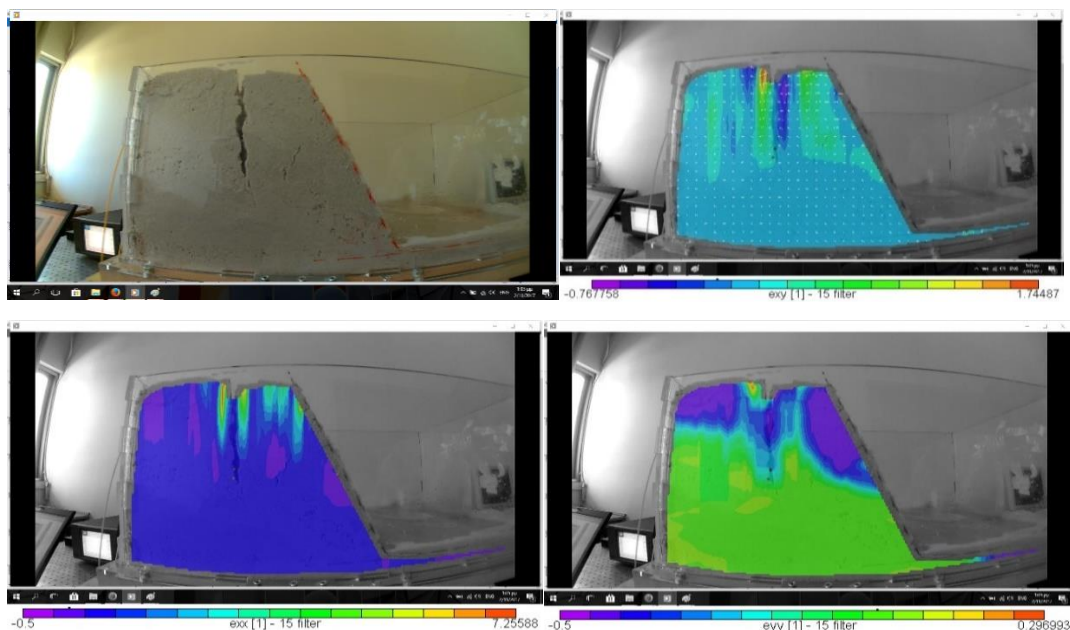 -0.767758 exy [1] - 15 filter 1.74487
-0.5 exx [1] - 15 filter 7.25588
-0.5 eyy [1] - 15 filter 0.296993